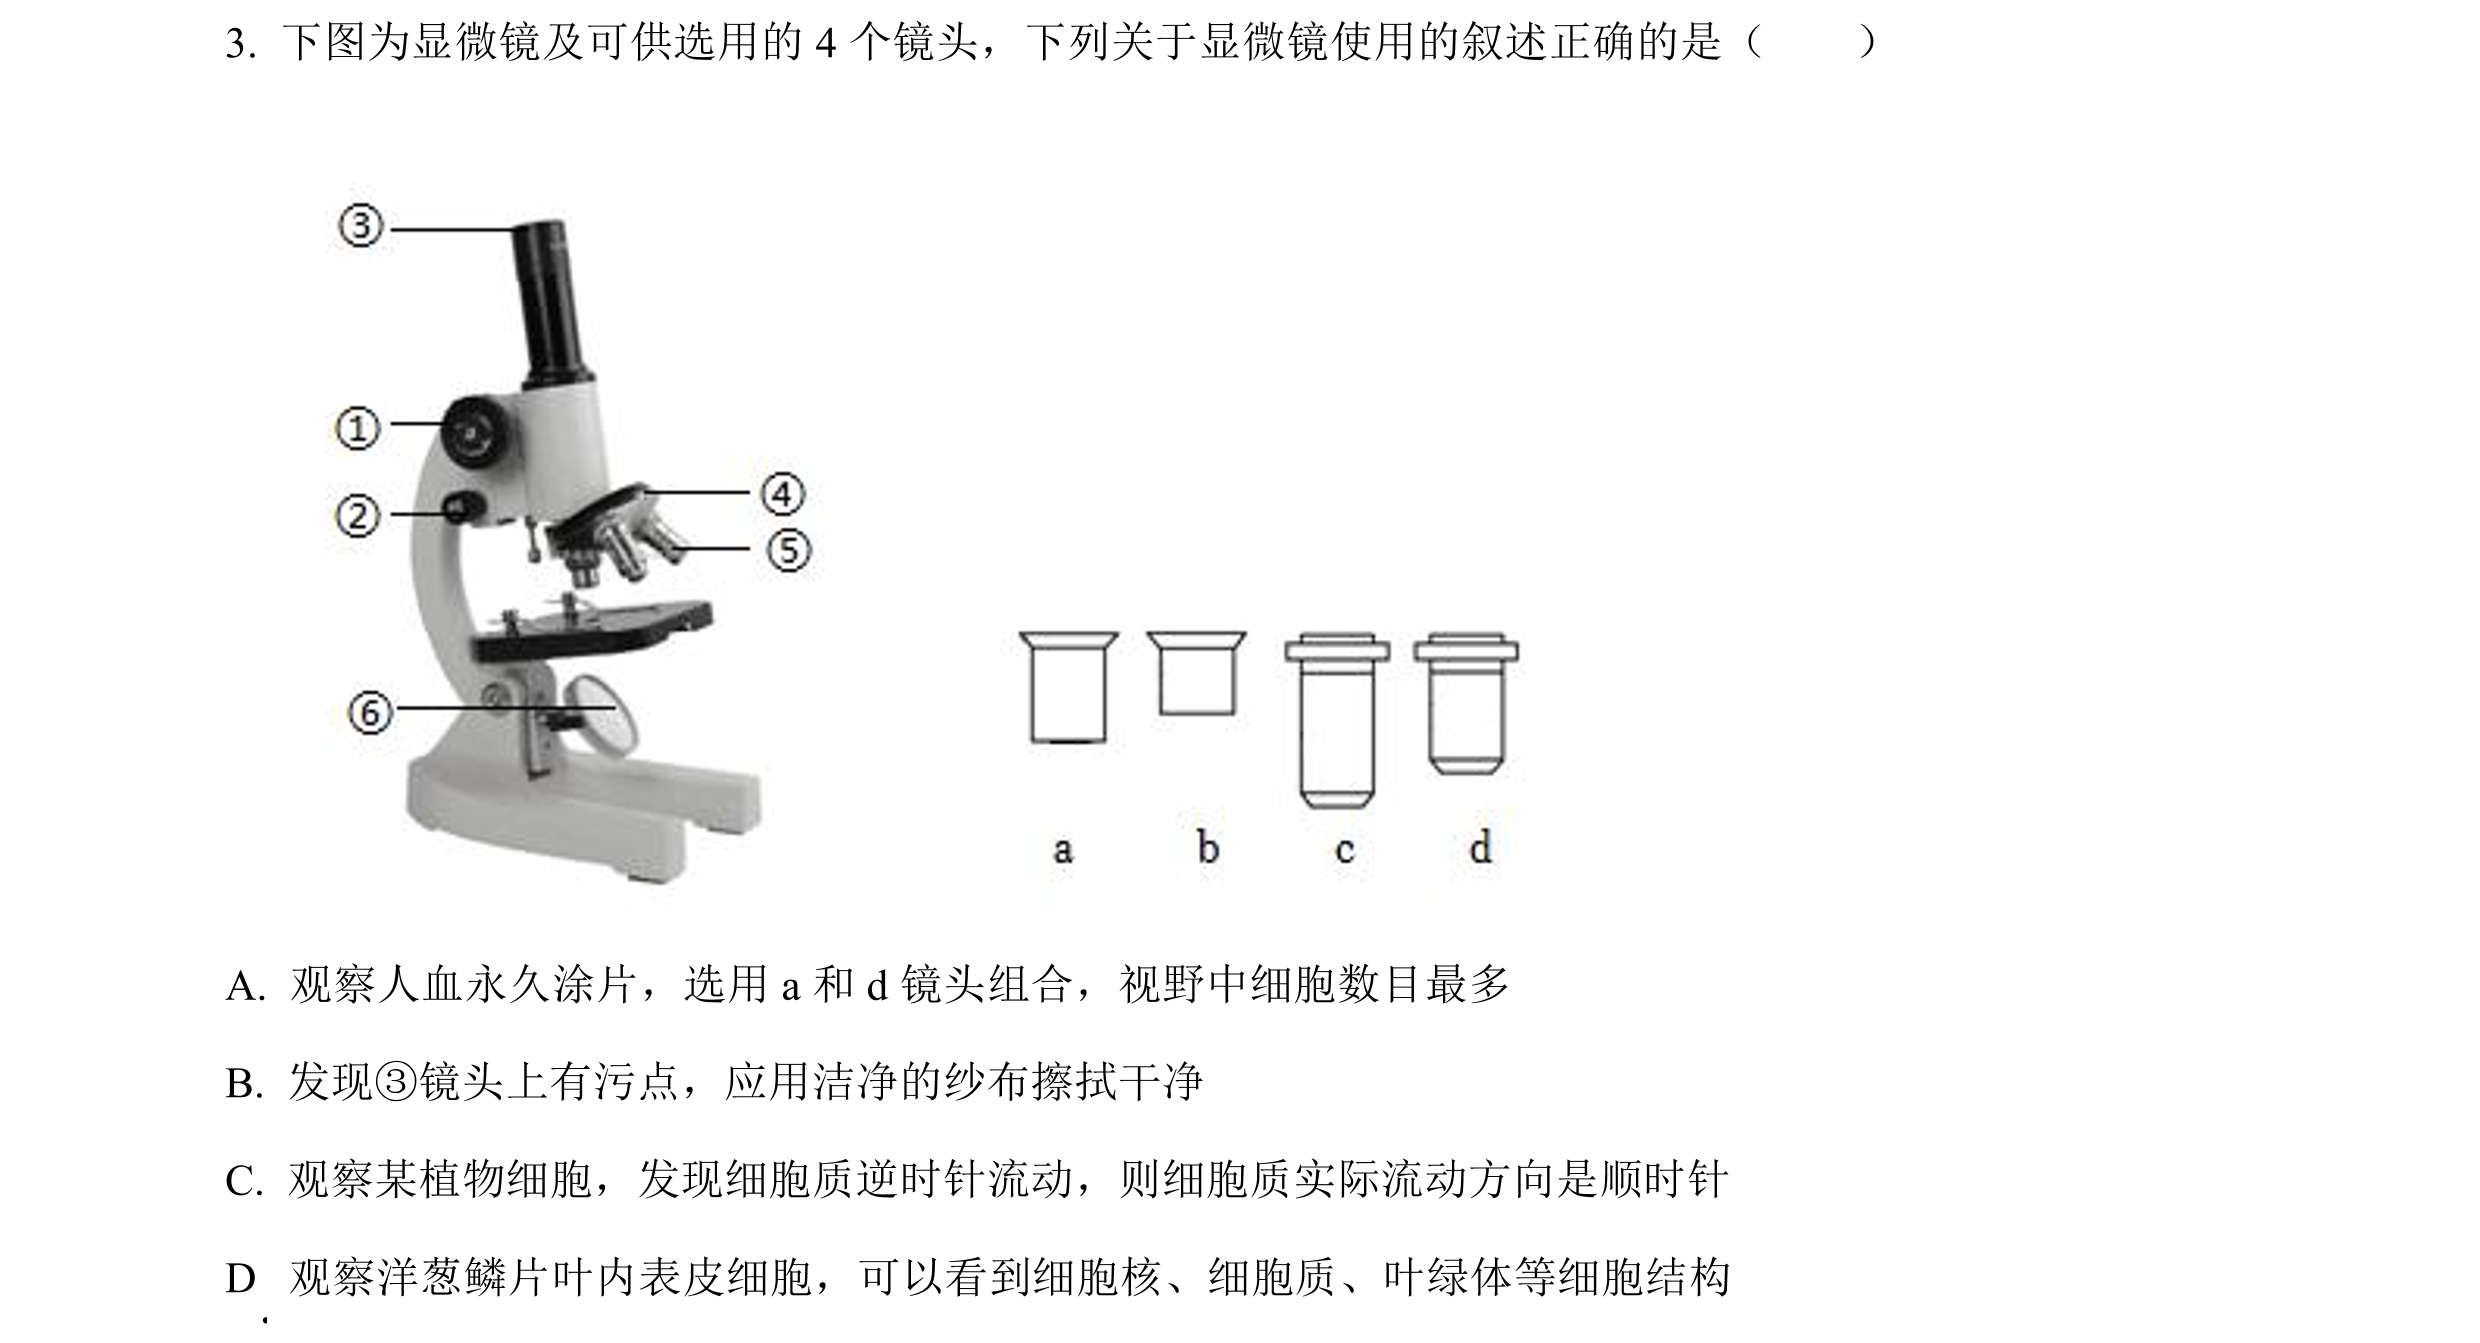 3. 下图为显微镜及可供选用的 4 个镜头，下列关于显微镜使用的叙述正确的是（　　）
③
①
②
④
⑤
⑥
a b c d
A. 观察人血永久涂片，选用 a 和 d 镜头组合，视野中细胞数目最多
B. 发现③镜头上有污点，应用洁净的纱布擦拭干净
C. 观察某植物细胞，发现细胞质逆时针流动，则细胞质实际流动方向是顺时针
D. 观察洋葱鳞片叶内表皮细胞，可以看到细胞核、细胞质、叶绿体等细胞结构